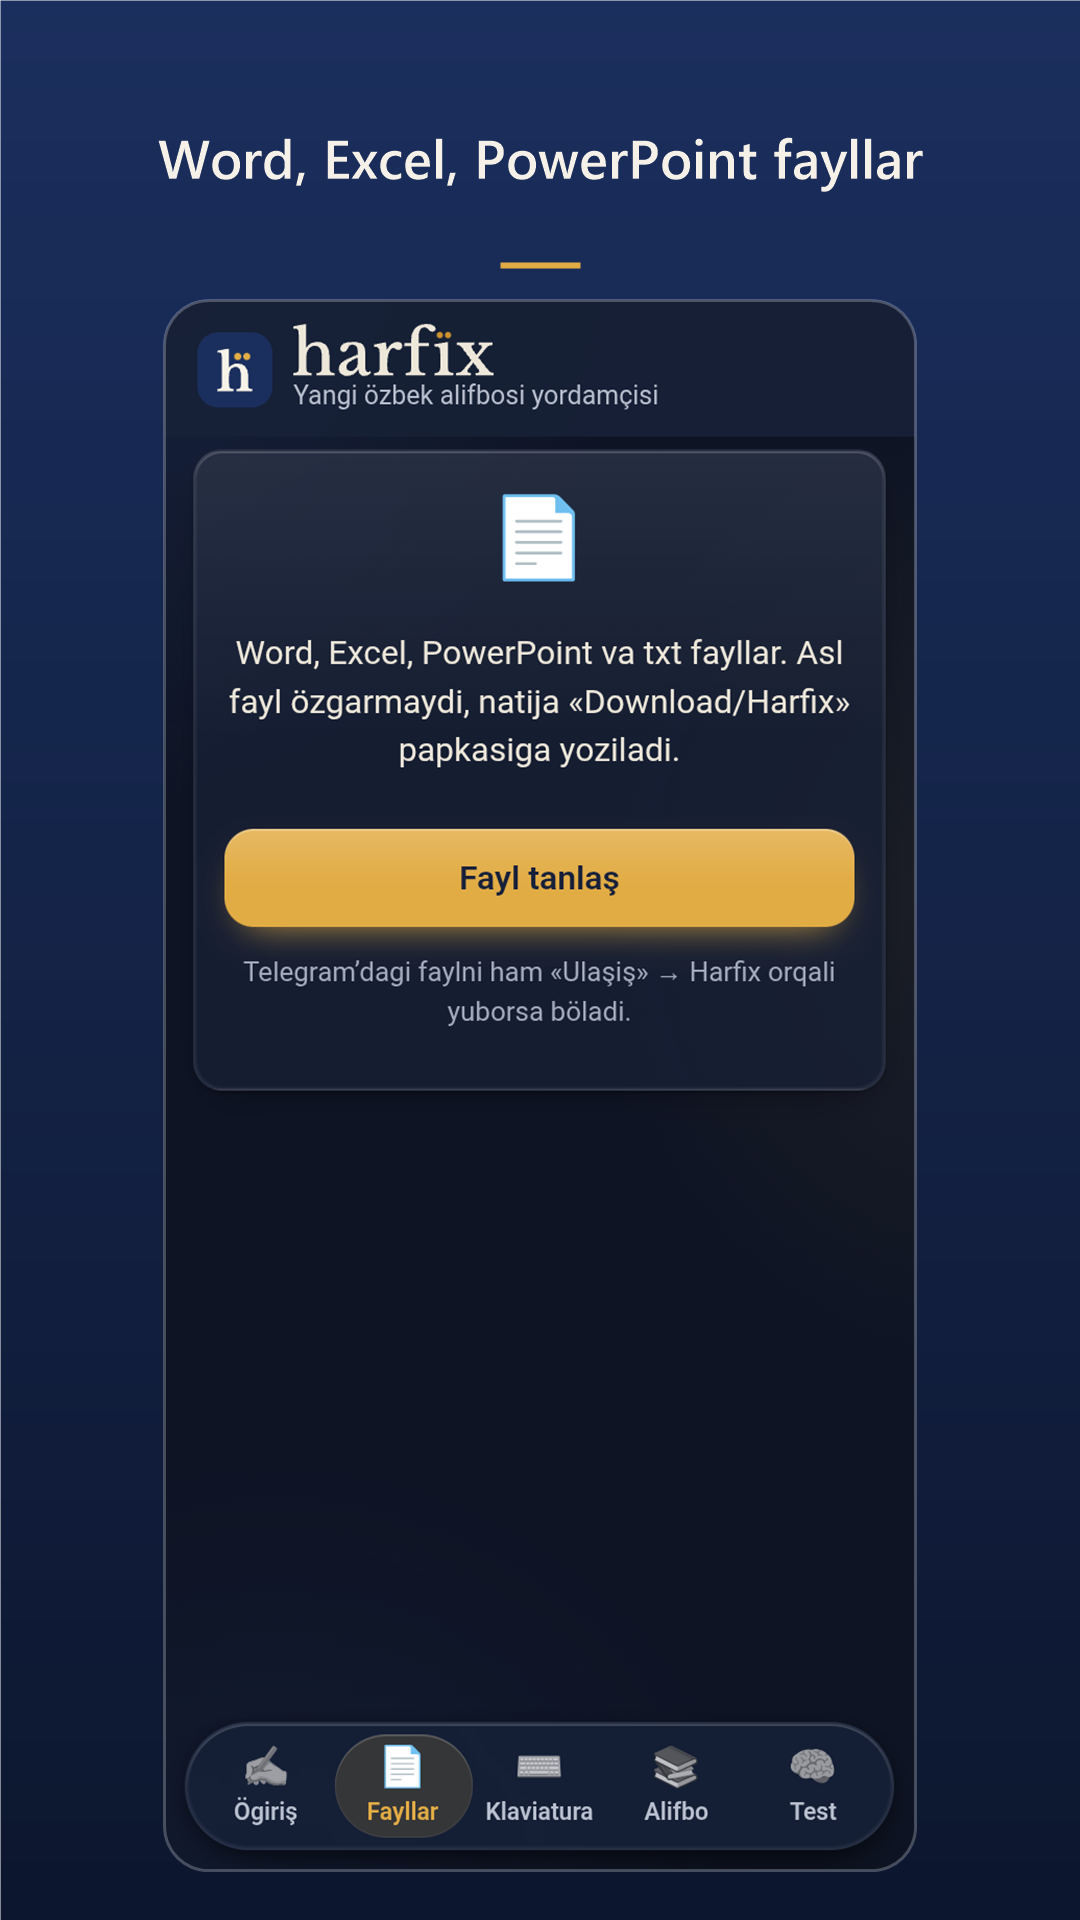 Word, Excel, PowerPoint fayllar
ḧ
harfïx
Yangi özbek alifbosi yordamçisi
Word, Excel, PowerPoint va txt fayllar. Asl
fayl özgarmaydi, natija «Download/Harfix»
papkasiga yoziladi.
Fayl tanlaş
Telegram’dagi faylni ham «Ulaşiş» → Harfix orqali
yuborsa böladi.
Ögiriş
Fayllar
Klaviatura
Alifbo
Test